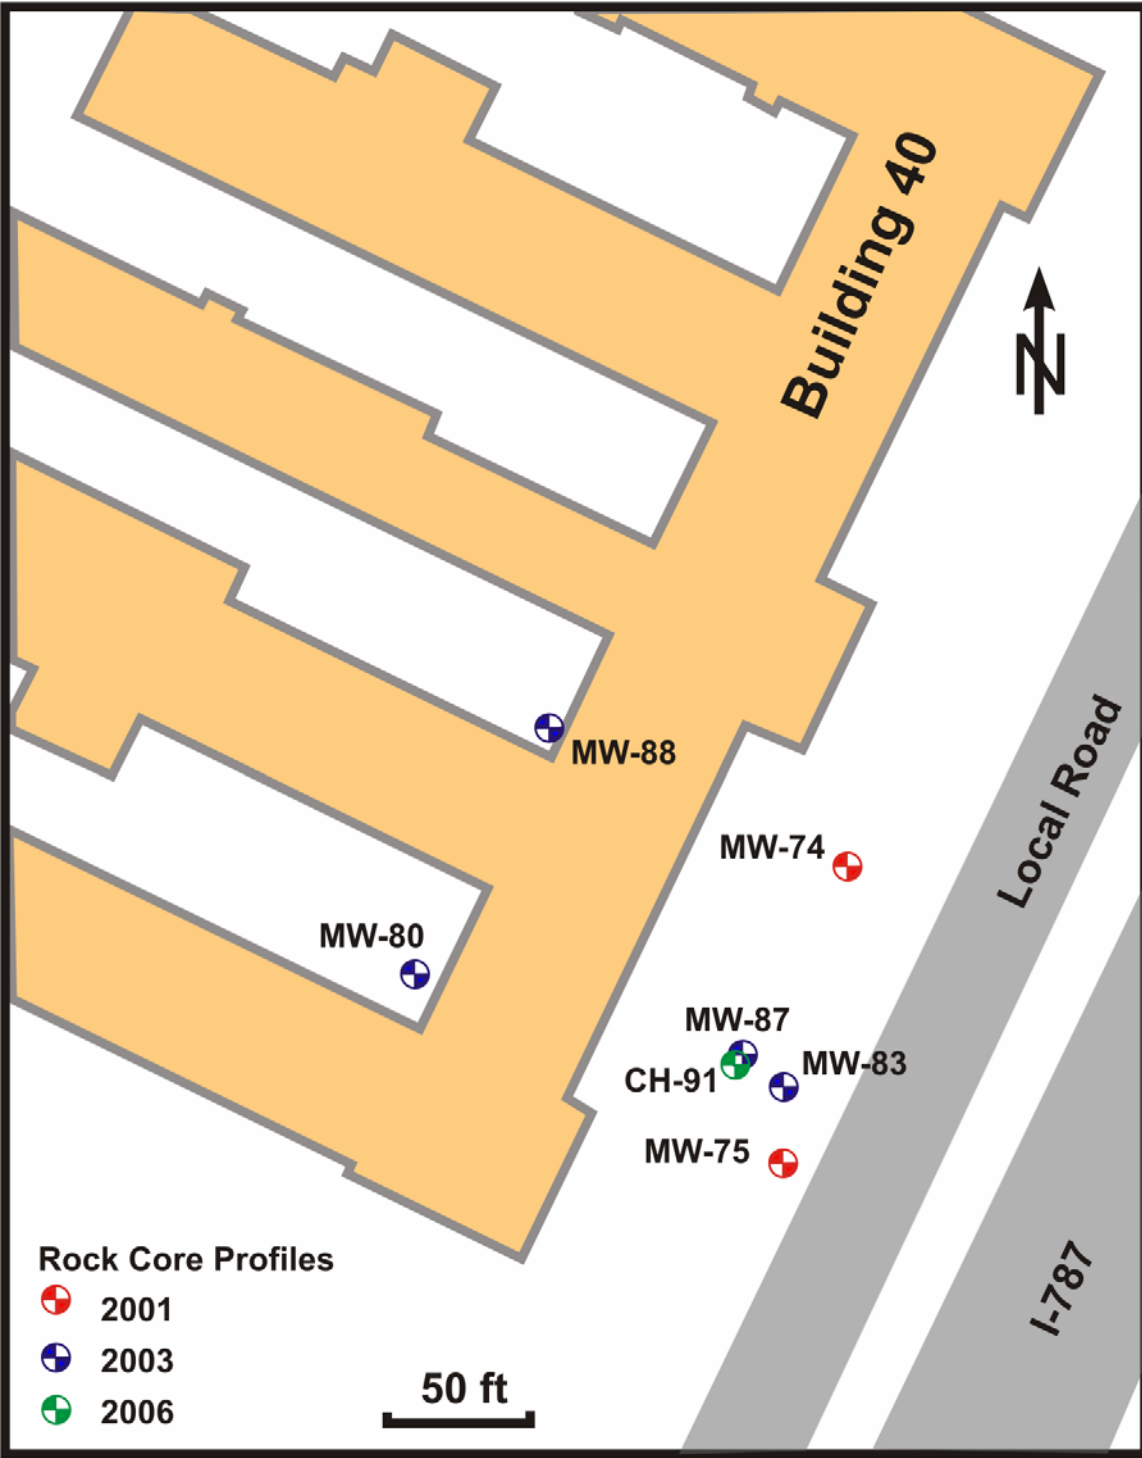 Building 40
N
MW-88
MW-74
Local Road
MW-80
MW-87
MW-83
CH-91
MW-75
Rock Core Profiles
2001
2003
2006
50 ft
I-787